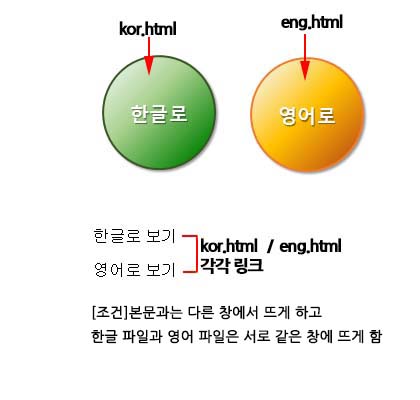 kor.html
eng.html
한글로
영어로
한글로 보기
영어로 보기
kor.html / eng.html
각각 링크
[조건]본문과는 다른 창에서 뜨게 하고
한글 파일과 영어 파일은 서로 같은 창에 뜨게 함